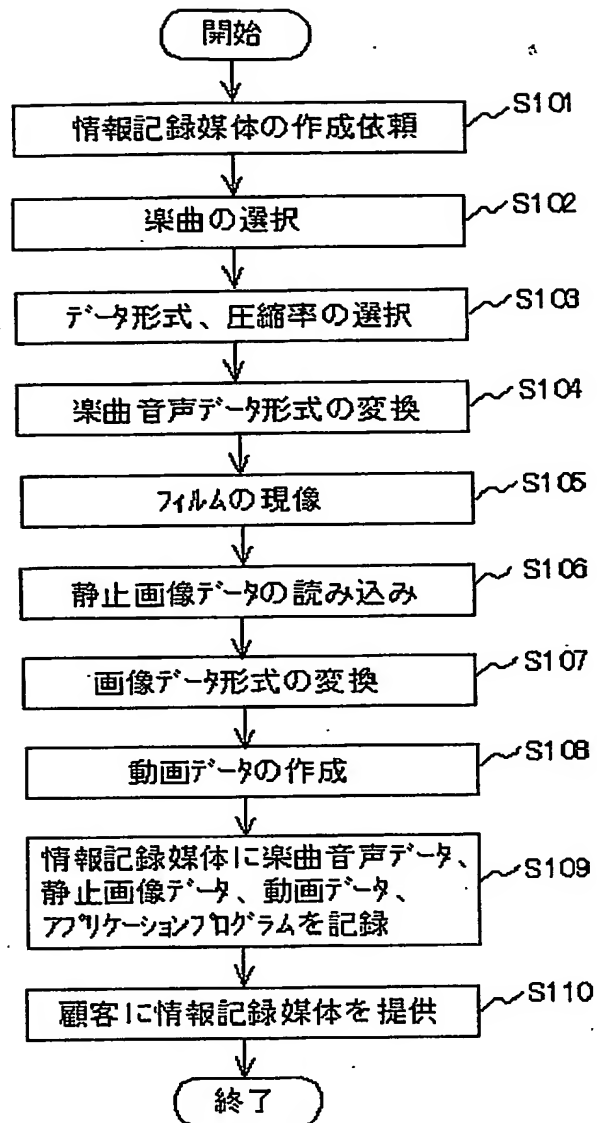 開始
情報記録媒体の作成依頼 S101
楽曲の選択 S102
データ形式、圧縮率の選択 S103
楽曲音声データ形式の変換 S104
フィルムの現像 S105
静止画像データの読み込み S106
画像データ形式の変換 S107
動画データの作成 S108
情報記録媒体に楽曲音声データ、
静止画像データ、動画データ、 S109
アプリケーションプログラムを記録
顧客に情報記録媒体を提供 S110
終了